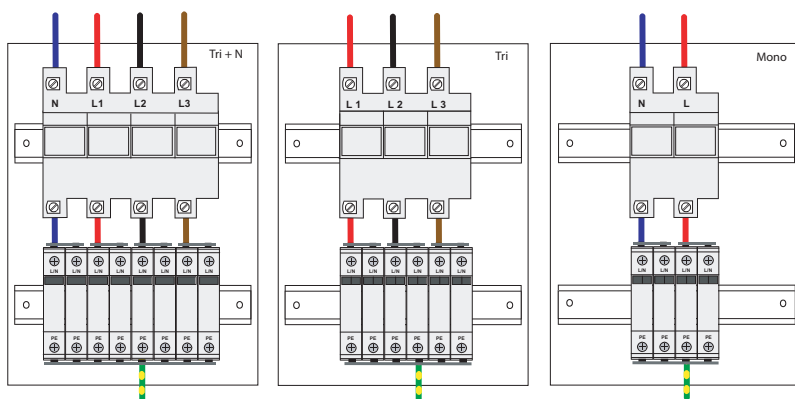 Tri + N
N L1 L2 L3
L/N L/N L/N L/N L/N L/N L/N L/N
PE PE PE PE PE PE PE PE
Tri
L 1 L 2 L 3
L/N L/N L/N L/N L/N L/N
PE PE PE PE PE PE
Mono
N L
L/N L/N L/N L/N
PE PE PE PE